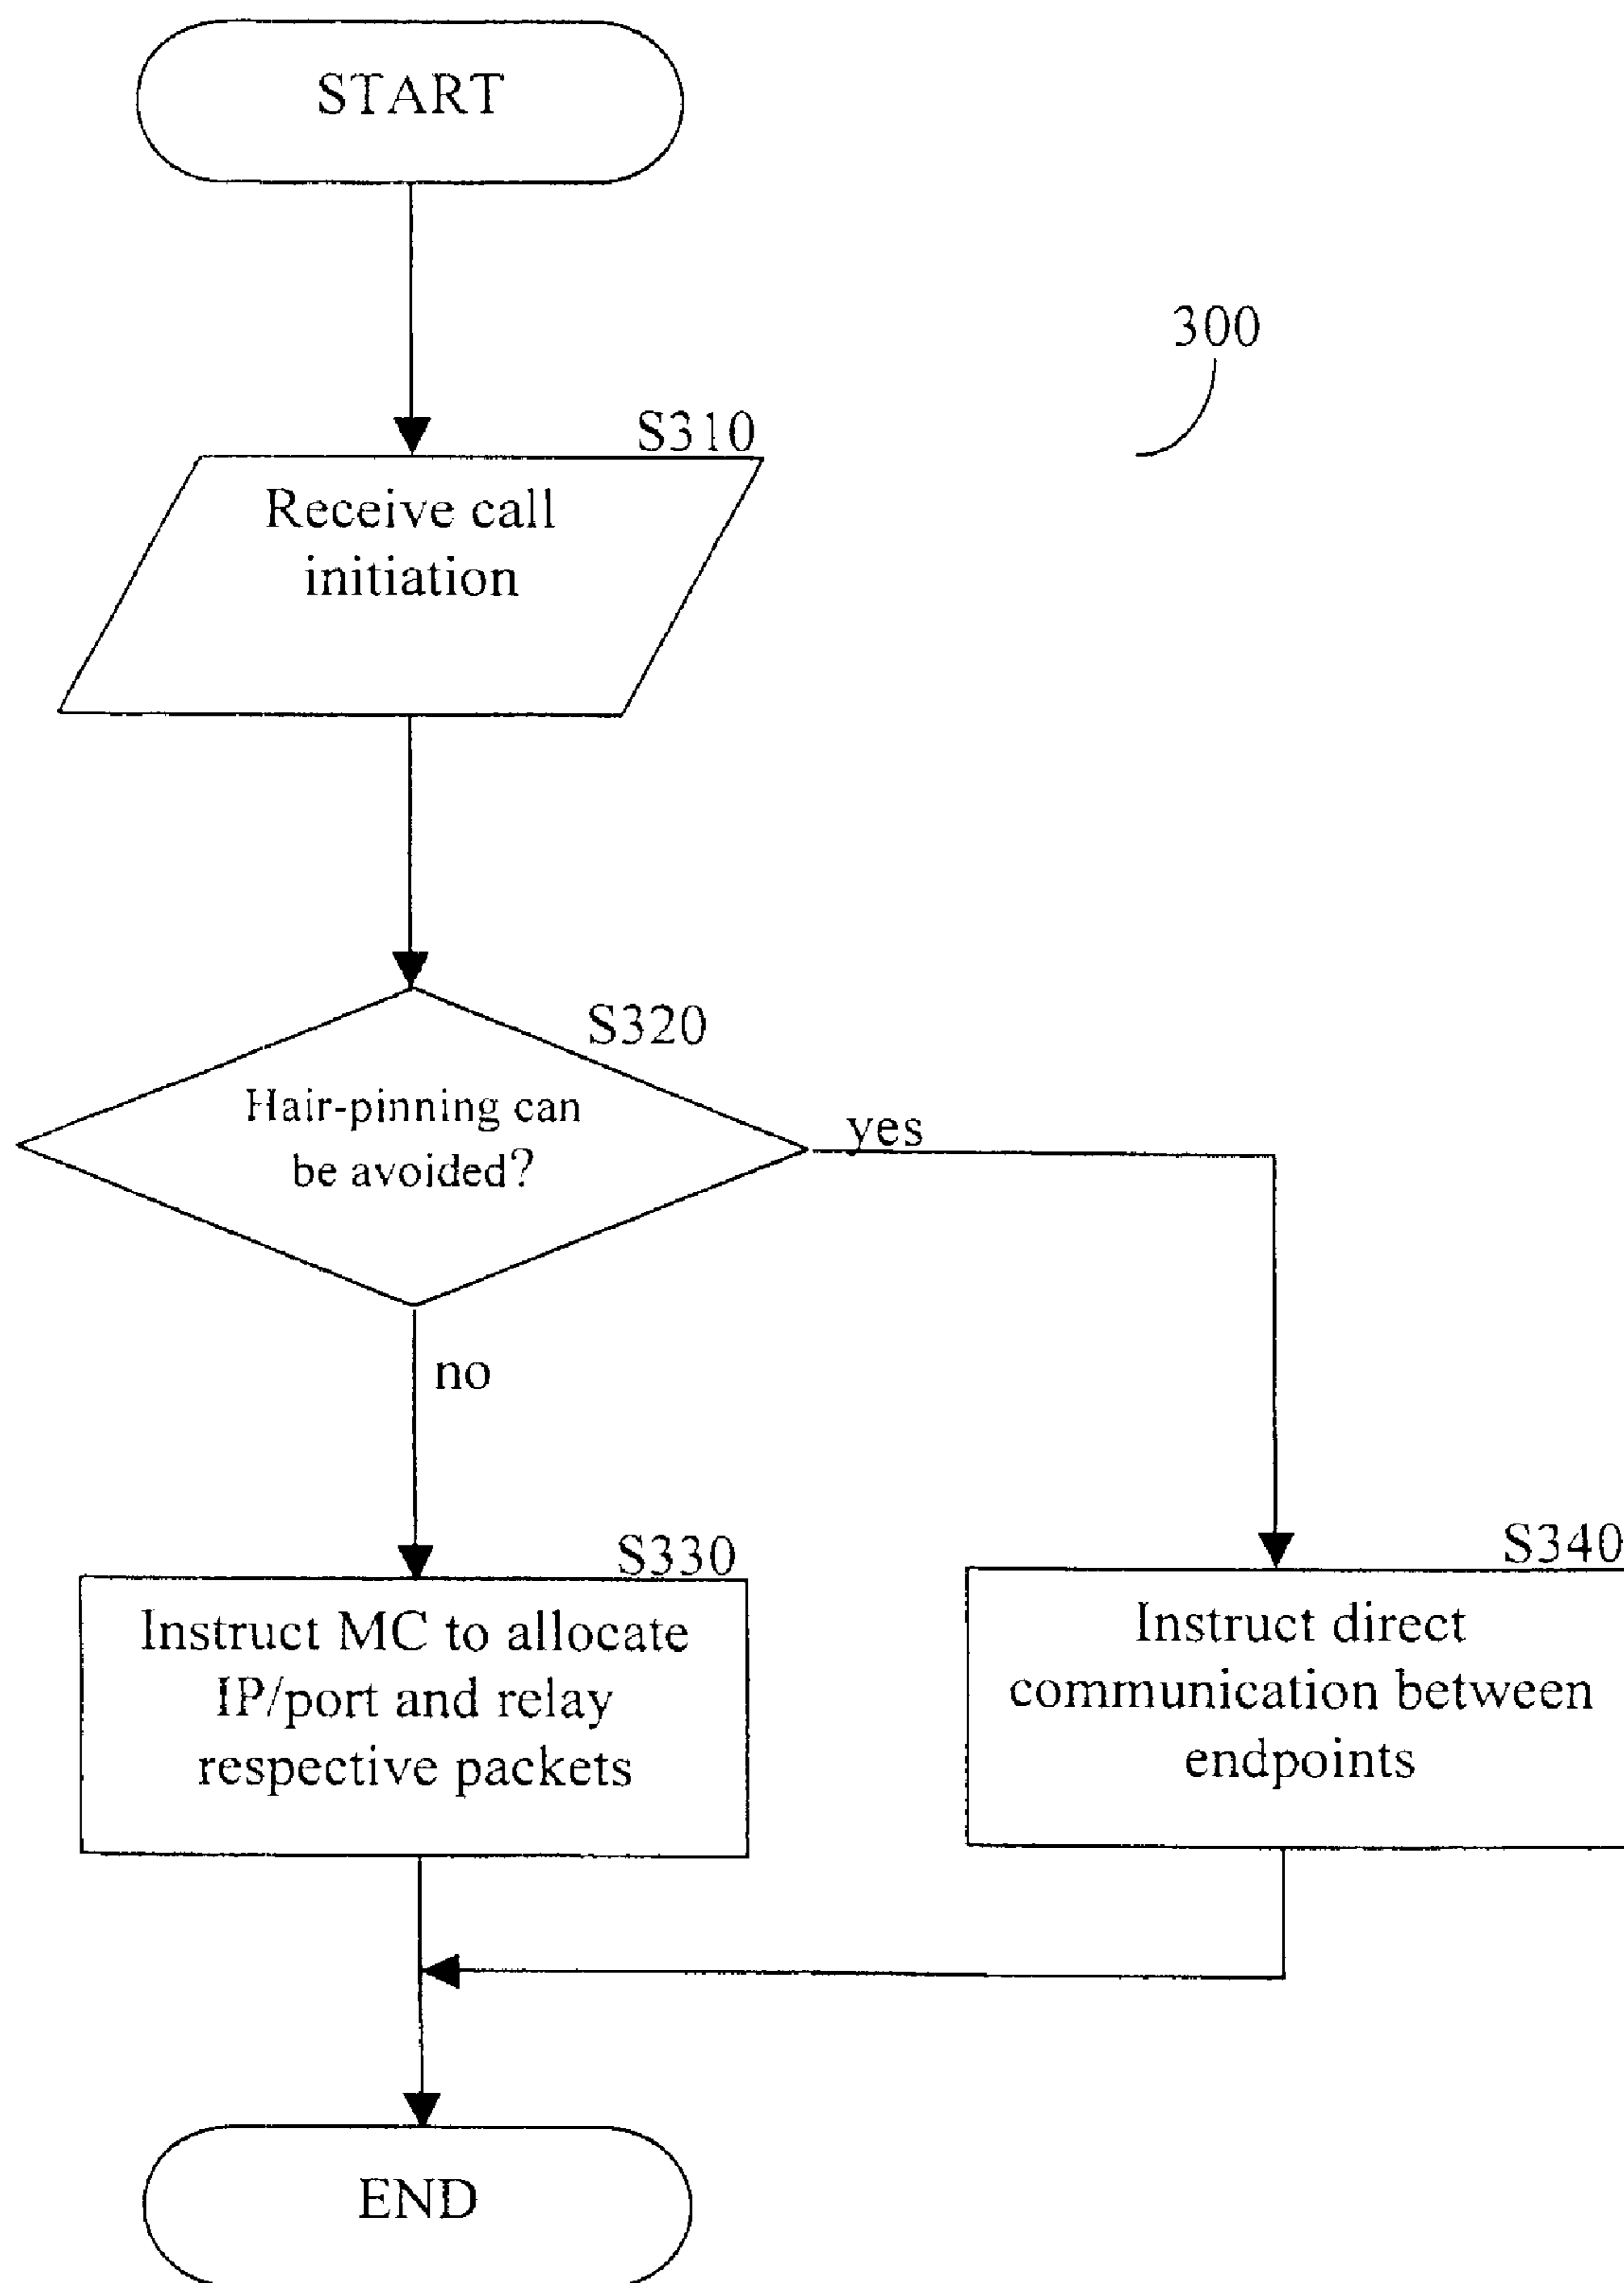 START
300
S310
Receive call
initiation
S320
Hair-pinning can
be avoided?
yes
no
S330
Instruct MC to allocate
IP/port and relay
respective packets
S340
Instruct direct
communication between
endpoints
END